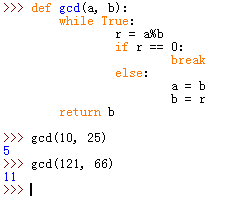 >>> def gcd(a, b):
        while True:
                r = a%b
                if r == 0:
                        break
                else:
                        a = b
                        b = r
        return b

>>> gcd(10, 25)
5
>>> gcd(121, 66)
11
>>>